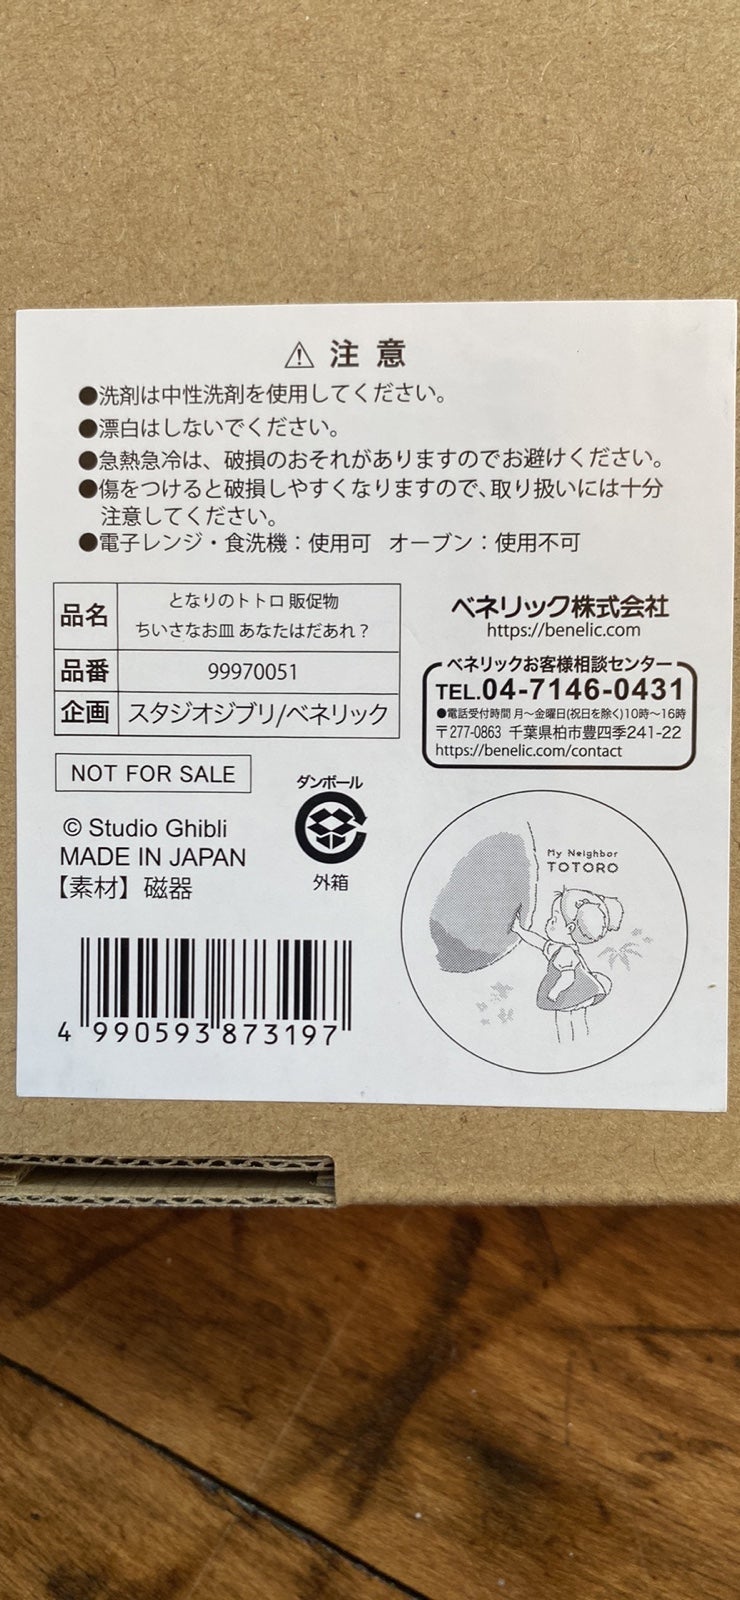 ⚠ 注意
●洗剤は中性洗剤を使用してください。
●漂白はしないでください。
●急熱急冷は、破損のおそれがありますのでお避けください。
●傷をつけると破損しやすくなりますので、取り扱いには十分
注意してください。
●電子レンジ・食洗機：使用可 オーブン：使用不可
品名 となりのトトロ 販促物
ちいさなお皿 あなたはだあれ？
品番 99970051
企画 スタジオジブリ/ベネリック
ベネリック株式会社
https://benelic.com
ベネリックお客様相談センター
TEL.04-7146-0431
●電話受付時間 月～金曜日(祝日を除く)10時～16時
〒277-0863 千葉県柏市豊四季241-22
https://benelic.com/contact
NOT FOR SALE
© Studio Ghibli
MADE IN JAPAN
【素材】磁器
ダンボール
外箱
My Neighbor
TOTORO
4 990593 873197